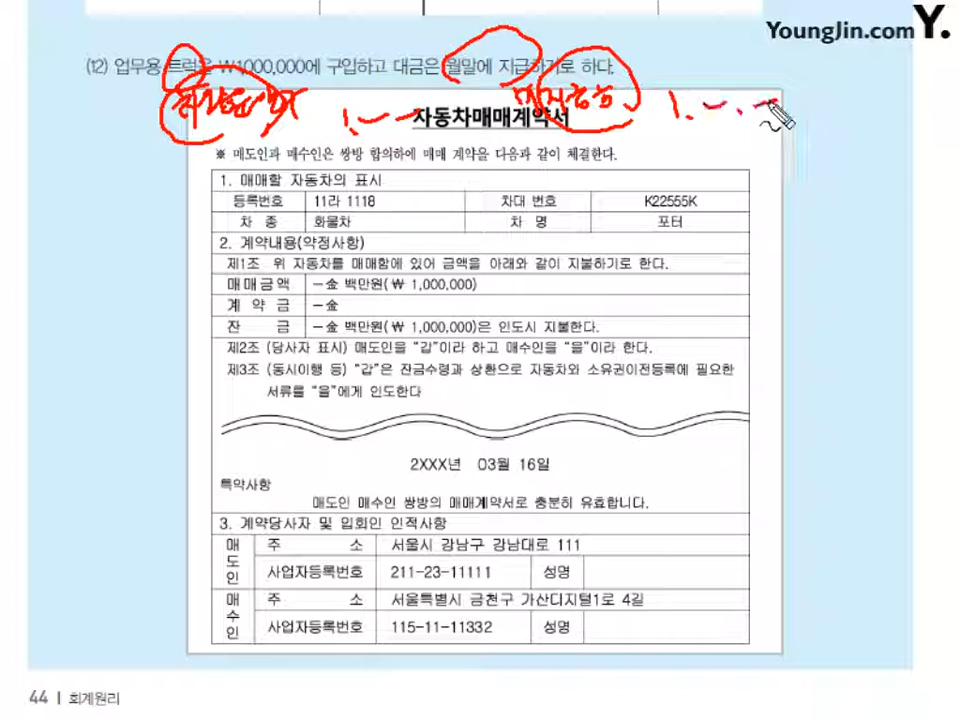 YoungJin.com Y.
(12) 업무용 트럭을 ₩1,000,000에 구입하고 대금은 월말에 지급하기로 하다.
차량운반구 1. 미지급금 1.
자동차매매계약서
※ 매도인과 매수인은 쌍방 합의하에 매매 계약을 다음과 같이 체결한다.
1. 매매할 자동차의 표시
등록번호 11라 1118 차대 번호 K22555K
차 종 화물차 차 명 포터
2. 계약내용(약정사항)
제1조 위 자동차를 매매함에 있어 금액을 아래와 같이 지불하기로 한다.
매매금액 -金 백만원(₩ 1,000,000)
계 약 금 -金
잔 금 -金 백만원(₩ 1,000,000)은 인도시 지불한다.
제2조 (당사자 표시) 매도인을 “갑”이라 하고 매수인을 “을”이라 한다.
제3조 (동시이행 등) “갑”은 잔금수령과 상환으로 자동차와 소유권이전등록에 필요한
서류를 “을”에게 인도한다
2XXX년 03월 16일
특약사항
매도인 매수인 쌍방의 매매계약서로 충분히 유효합니다.
3. 계약당사자 및 입회인 인적사항
매도인 주 소 서울시 강남구 강남대로 111
사업자등록번호 211-23-11111 성명
매수인 주 소 서울특별시 금천구 가산디지털1로 4길
사업자등록번호 115-11-11332 성명
44 | 회계원리